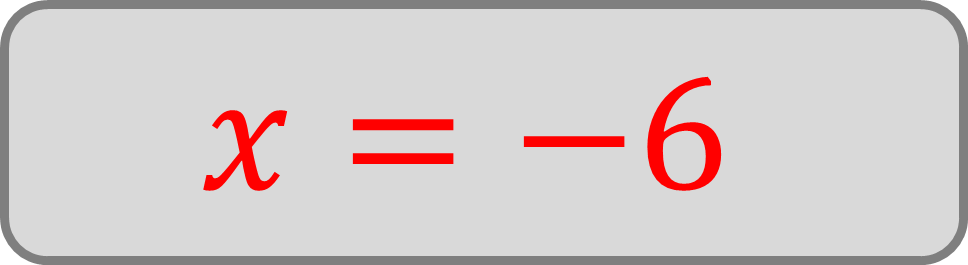 x = −6